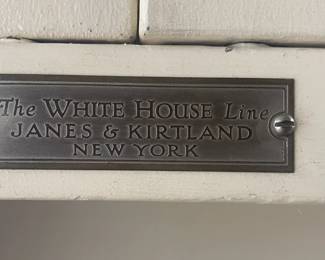 The WHITE HOUSE Line
JANES & KIRTLAND
NEW YORK